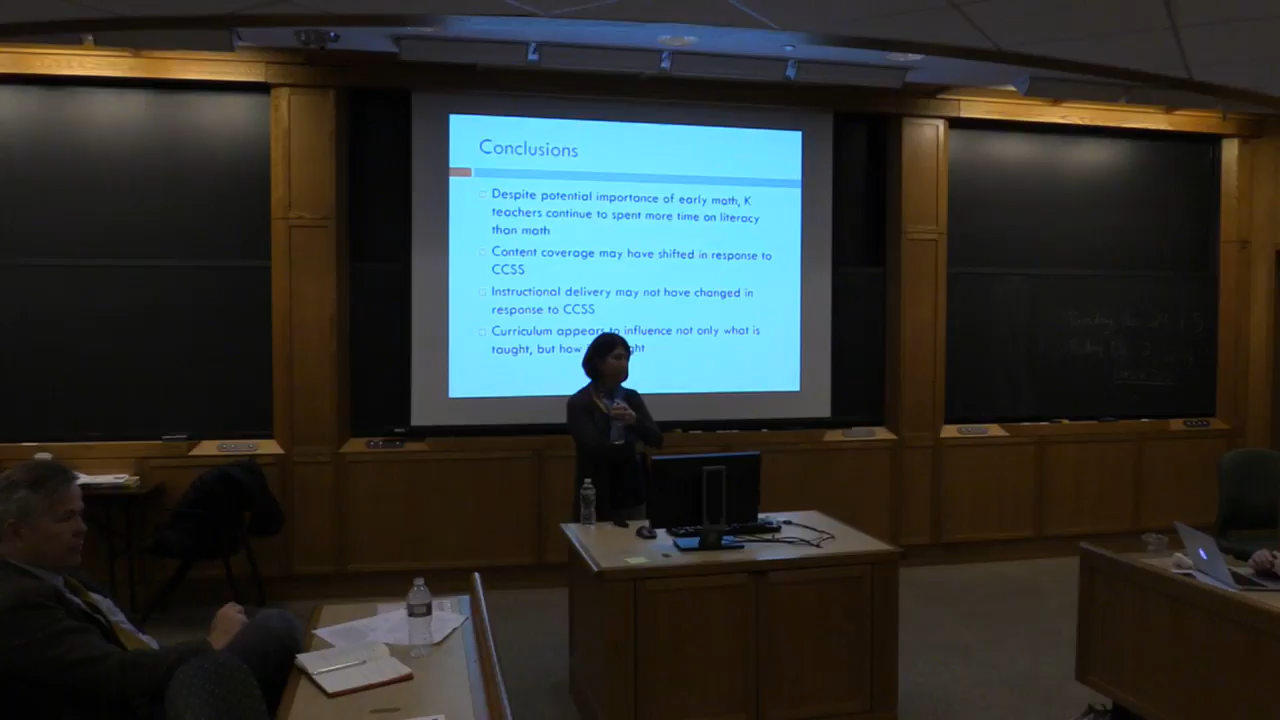 Conclusions
Despite potential importance of early math, K
teachers continue to spent more time on literacy
than math
Content coverage may have shifted in response to
CCSS
Instructional delivery may not have changed in
response to CCSS
Curriculum appears to influence not only what is
taught, but how